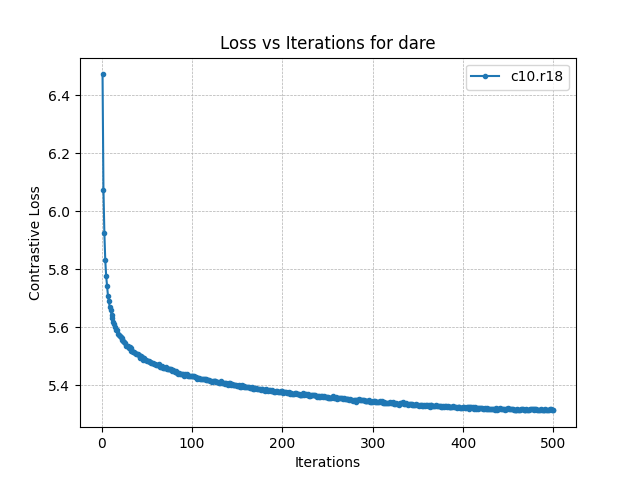 Loss vs Iterations for dare
c10.r18
6.4
6.2
6.0
5.8
5.6
5.4
Contrastive Loss
0 100 200 300 400 500
Iterations